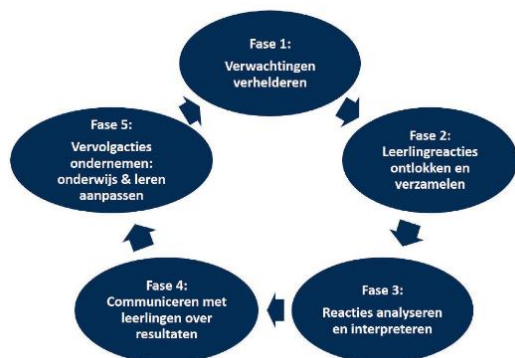 Fase 1:
Verwachtingen
verhelderen
Fase 2:
Leerlingreacties
ontlokken en
verzamelen
Fase 3:
Reacties analyseren
en interpreteren
Fase 4:
Communiceren met
leerlingen over
resultaten
Fase 5:
Vervolgacties
ondernemen:
onderwijs & leren
aanpassen